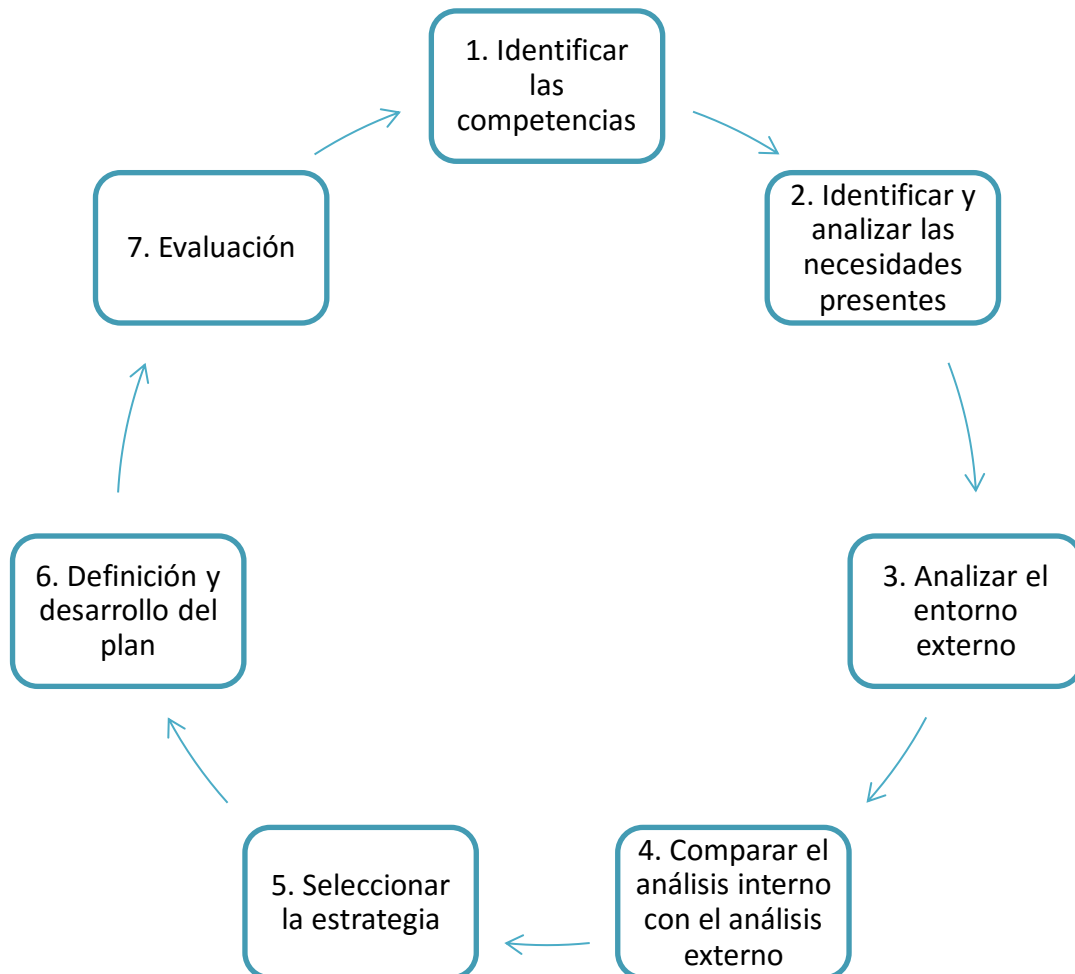 1. Identificar
las
competencias
2. Identificar y
analizar las
necesidades
presentes
3. Analizar el
entorno
externo
4. Comparar el
análisis interno
con el análisis
externo
5. Seleccionar
la estrategia
6. Definición y
desarrollo del
plan
7. Evaluación